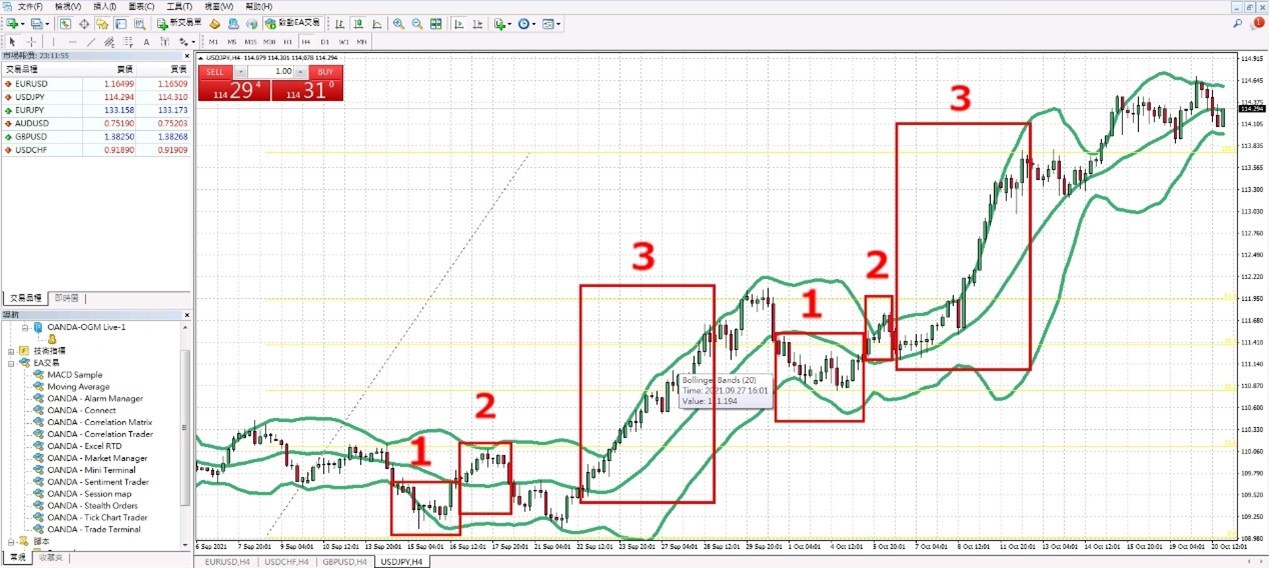 文件(F) 檢視(V) 插入(I) 圖表(C) 工具(T) 視窗(W) 幫助(H)
新交易單 啟動EA交易
M1 M5 M15 M30 H1 H4 D1 W1 MN
市場報價: 23:11:55
交易品種 賣價 買價
EURUSD 1.16499 1.16509
USDJPY 114.294 114.310
EURJPY 133.158 133.173
AUDUSD 0.75190 0.75203
GBPUSD 1.38250 1.38268
USDCHF 0.91890 0.91909
交易品種 即時圖
導航
OANDA-OGM Live-1
技術指標
EA交易
MACD Sample
Moving Average
OANDA - Alarm Manager
OANDA - Connect
OANDA - Correlation Matrix
OANDA - Correlation Trader
OANDA - Excel RTD
OANDA - Market Manager
OANDA - Mini Terminal
OANDA - Sentiment Trader
OANDA - Session map
OANDA - Stealth Orders
OANDA - Tick Chart Trader
OANDA - Trade Terminal
腳本
常規 收藏夾
USDJPY,H4 114.079 114.301 114.078 114.294
SELL 1.00 BUY
114 29 4 114 31 0
1
2
3
1
2
3
Bollinger Bands (20)
Time: 2021.09.27 16:01
Value: 111.194
114.915
114.645
114.375
114.294
114.105
113.835
113.565
113.300
113.030
112.760
112.490
112.220
111.950
111.680
111.410
111.140
110.870
110.600
110.330
110.060
109.790
109.520
109.250
108.980
6 Sep 2021 7 Sep 20:01 9 Sep 04:01 10 Sep 12:01 13 Sep 20:01 15 Sep 04:01 16 Sep 12:01 17 Sep 20:01 21 Sep 04:01 22 Sep 12:01 23 Sep 20:01 27 Sep 04:01 28 Sep 12:01 29 Sep 20:01 1 Oct 04:01 4 Oct 12:01 5 Oct 20:01 7 Oct 04:01 8 Oct 12:01 11 Oct 20:01 13 Oct 04:01 14 Oct 12:01 15 Oct 20:01 19 Oct 04:01 20 Oct 12:01
EURUSD,H4 USDCHF,H4 GBPUSD,H4 USDJPY,H4